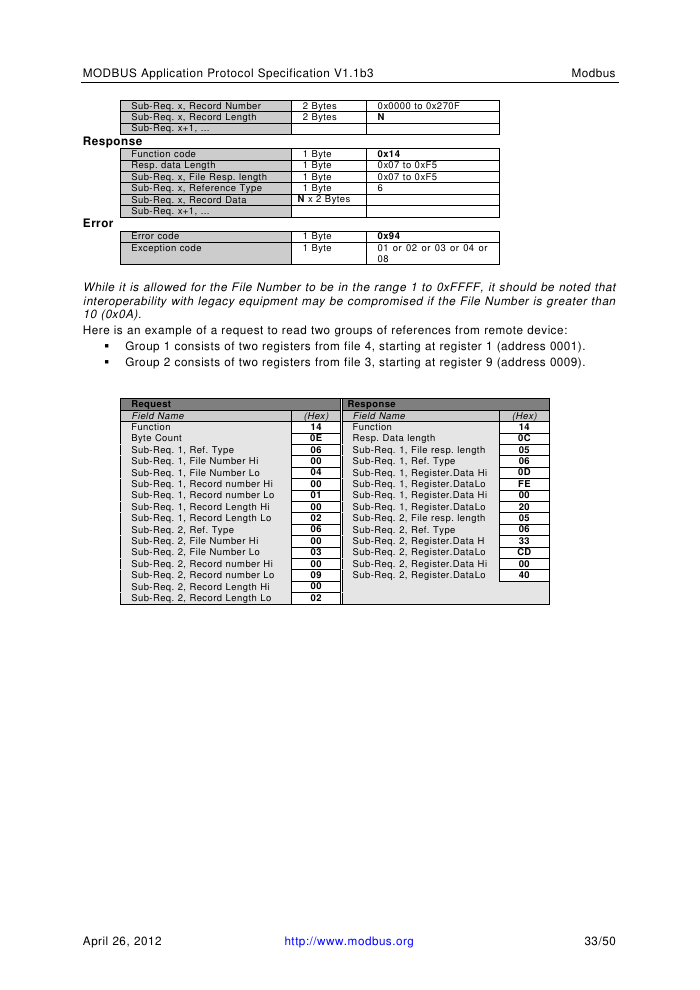 MODBUS Application Protocol Specification V1.1b3 Modbus
Sub-Req. x, Record Number 2 Bytes 0x0000 to 0x270F
Sub-Req. x, Record Length 2 Bytes N
Sub-Req. x+1, ...
Response
Function code 1 Byte 0x14
Resp. data Length 1 Byte 0x07 to 0xF5
Sub-Req. x, File Resp. length 1 Byte 0x07 to 0xF5
Sub-Req. x, Reference Type 1 Byte 6
Sub-Req. x, Record Data N x 2 Bytes
Sub-Req. x+1, ...
Error
Error code 1 Byte 0x94
Exception code 1 Byte 01 or 02 or 03 or 04 or
08
While it is allowed for the File Number to be in the range 1 to 0xFFFF, it should be noted that
interoperability with legacy equipment may be compromised if the File Number is greater than
10 (0x0A).
Here is an example of a request to read two groups of references from remote device:
▪ Group 1 consists of two registers from file 4, starting at register 1 (address 0001).
▪ Group 2 consists of two registers from file 3, starting at register 9 (address 0009).
Request Response
Field Name (Hex) Field Name (Hex)
Function 14 Function 14
Byte Count 0E Resp. Data length 0C
Sub-Req. 1, Ref. Type 06 Sub-Req. 1, File resp. length 05
Sub-Req. 1, File Number Hi 00 Sub-Req. 1, Ref. Type 06
Sub-Req. 1, File Number Lo 04 Sub-Req. 1, Register.Data Hi 0D
Sub-Req. 1, Record number Hi 00 Sub-Req. 1, Register.DataLo FE
Sub-Req. 1, Record number Lo 01 Sub-Req. 1, Register.Data Hi 00
Sub-Req. 1, Record Length Hi 00 Sub-Req. 1, Register.DataLo 20
Sub-Req. 1, Record Length Lo 02 Sub-Req. 2, File resp. length 05
Sub-Req. 2, Ref. Type 06 Sub-Req. 2, Ref. Type 06
Sub-Req. 2, File Number Hi 00 Sub-Req. 2, Register.Data H 33
Sub-Req. 2, File Number Lo 03 Sub-Req. 2, Register.DataLo CD
Sub-Req. 2, Record number Hi 00 Sub-Req. 2, Register.Data Hi 00
Sub-Req. 2, Record number Lo 09 Sub-Req. 2, Register.DataLo 40
Sub-Req. 2, Record Length Hi 00
Sub-Req. 2, Record Length Lo 02
April 26, 2012 http://www.modbus.org 33/50